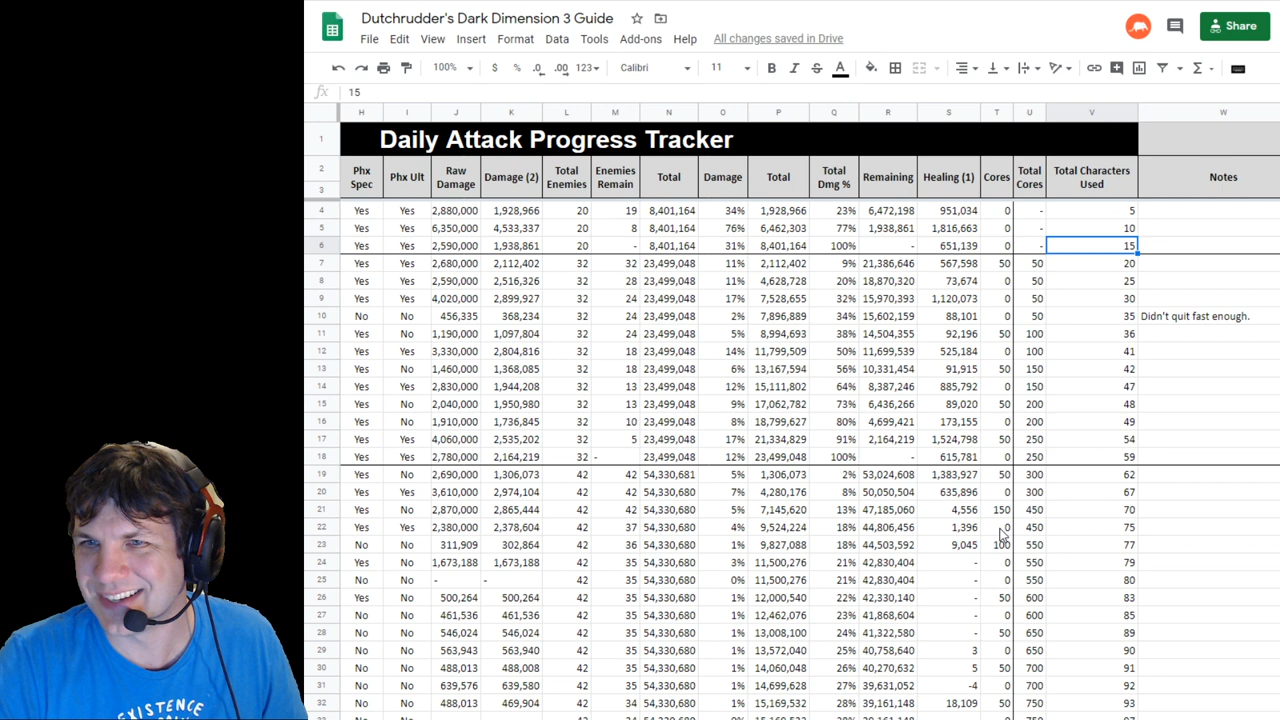 Dutchrudder's Dark Dimension 3 Guide
File Edit View Insert Format Data Tools Add-ons Help All changes saved in Drive
Share
100% $ % .0 .00 123 Calibri 11 B I S A Σ
fx 15
H I J K L M N O P Q R S T U V W
1 Daily Attack Progress Tracker
2 3 Phx Spec Phx Ult Raw Damage Damage (2) Total Enemies Enemies Remain Total Damage Total Total Dmg % Remaining Healing (1) Cores Total Cores Total Characters Used Notes
4 Yes Yes 2,880,000 1,928,966 20 19 8,401,164 34% 1,928,966 23% 6,472,198 951,034 0 - 5
5 Yes Yes 6,350,000 4,533,337 20 8 8,401,164 76% 6,462,303 77% 1,938,861 1,816,663 0 - 10
6 Yes Yes 2,590,000 1,938,861 20 - 8,401,164 31% 8,401,164 100% - 651,139 0 - 15
7 Yes Yes 2,680,000 2,112,402 32 32 23,499,048 11% 2,112,402 9% 21,386,646 567,598 50 50 20
8 Yes Yes 2,590,000 2,516,326 32 28 23,499,048 11% 4,628,728 20% 18,870,320 73,674 0 50 25
9 Yes Yes 4,020,000 2,899,927 32 24 23,499,048 17% 7,528,655 32% 15,970,393 1,120,073 0 50 30
10 No No 456,335 368,234 32 24 23,499,048 2% 7,896,889 34% 15,602,159 88,101 0 50 35 Didn't quit fast enough.
11 Yes No 1,190,000 1,097,804 32 24 23,499,048 5% 8,994,693 38% 14,504,355 92,196 50 100 36
12 Yes Yes 3,330,000 2,804,816 32 18 23,499,048 14% 11,799,509 50% 11,699,539 525,184 0 100 41
13 Yes No 1,460,000 1,368,085 32 18 23,499,048 6% 13,167,594 56% 10,331,454 91,915 50 150 42
14 Yes Yes 2,830,000 1,944,208 32 13 23,499,048 12% 15,111,802 64% 8,387,246 885,792 0 150 47
15 Yes No 2,040,000 1,950,980 32 13 23,499,048 9% 17,062,782 73% 6,436,266 89,020 50 200 48
16 Yes No 1,910,000 1,736,845 32 10 23,499,048 8% 18,799,627 80% 4,699,421 173,155 0 200 49
17 Yes Yes 4,060,000 2,535,202 32 5 23,499,048 17% 21,334,829 91% 2,164,219 1,524,798 50 250 54
18 Yes Yes 2,780,000 2,164,219 32 - 23,499,048 12% 23,499,048 100% - 615,781 0 250 59
19 Yes No 2,690,000 1,306,073 42 42 54,330,681 5% 1,306,073 2% 53,024,608 1,383,927 50 300 62
20 Yes Yes 3,610,000 2,974,104 42 42 54,330,680 7% 4,280,176 8% 50,050,504 635,896 0 300 67
21 Yes No 2,870,000 2,865,444 42 42 54,330,680 5% 7,145,620 13% 47,185,060 4,556 150 450 70
22 Yes Yes 2,380,000 2,378,604 42 37 54,330,680 4% 9,524,224 18% 44,806,456 1,396 0 450 75
23 No No 311,909 302,864 42 36 54,330,680 1% 9,827,088 18% 44,503,592 9,045 100 550 77
24 Yes No 1,673,188 1,673,188 42 35 54,330,680 3% 11,500,276 21% 42,830,404 - 0 550 79
25 No No - - 42 35 54,330,680 0% 11,500,276 21% 42,830,404 - 0 550 80
26 Yes No 500,264 500,264 42 35 54,330,680 1% 12,000,540 22% 42,330,140 - 50 600 83
27 No No 461,536 461,536 42 35 54,330,680 1% 12,462,076 23% 41,868,604 - 0 600 85
28 No No 546,024 546,024 42 35 54,330,680 1% 13,008,100 24% 41,322,580 - 50 650 89
29 No No 563,943 563,940 42 35 54,330,680 1% 13,572,040 25% 40,758,640 3 0 650 90
30 No No 488,013 488,008 42 35 54,330,680 1% 14,060,048 26% 40,270,632 5 50 700 91
31 No No 639,576 639,580 42 35 54,330,680 1% 14,699,628 27% 39,631,052 -4 0 700 92
32 No No 488,013 469,904 42 34 54,330,680 1% 15,169,532 28% 39,161,148 18,109 50 750 93
EXISTENCE